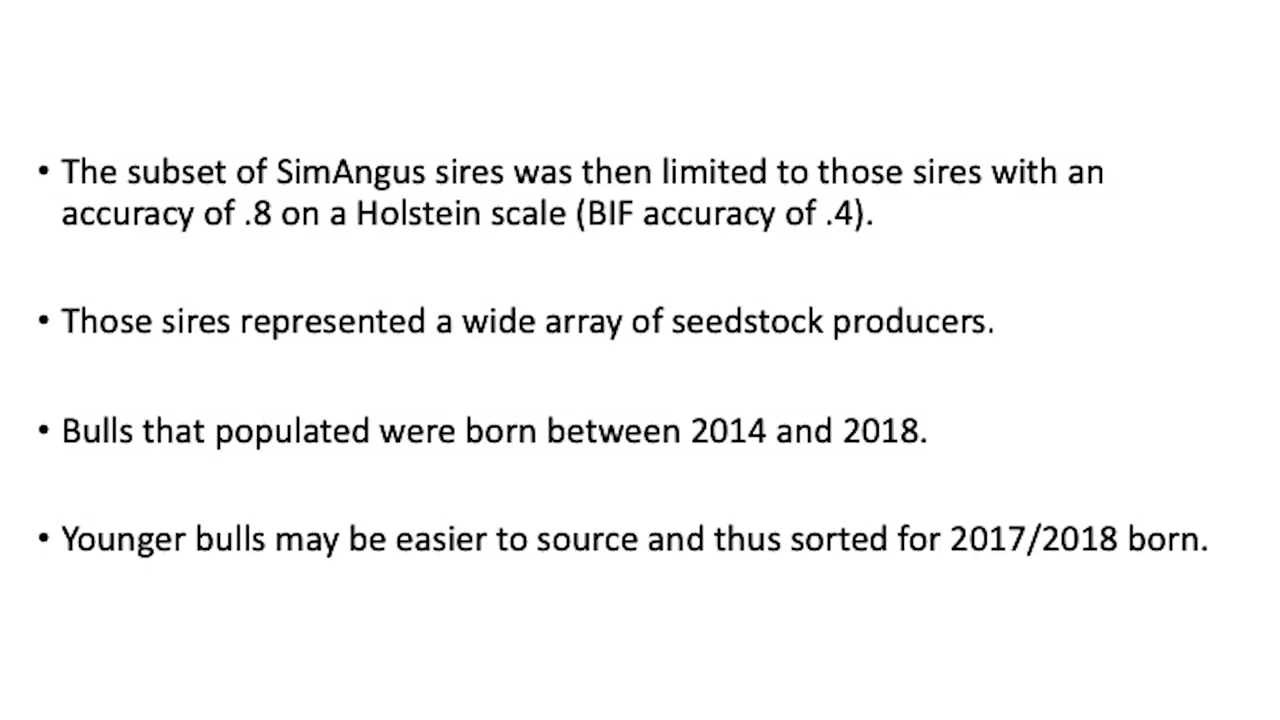 • The subset of SimAngus sires was then limited to those sires with an
accuracy of .8 on a Holstein scale (BIF accuracy of .4).
• Those sires represented a wide array of seedstock producers.
• Bulls that populated were born between 2014 and 2018.
• Younger bulls may be easier to source and thus sorted for 2017/2018 born.